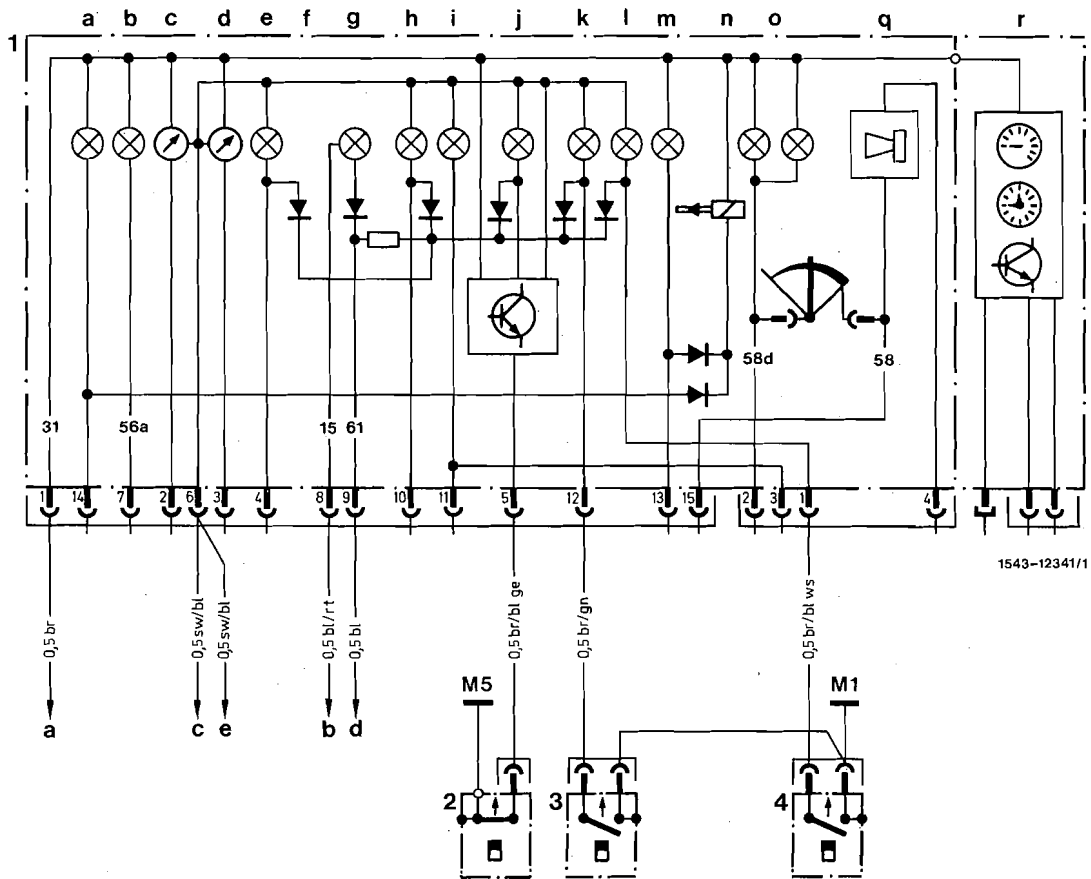 a b c d e f g h i j k l m n o q r
1
58d 58
31 56a 15 61
1 14 7 2 6 3 4 8 9 10 11 5 12 13 15 2 3 1 4
1543-12341/1
0,5 br 0,5 sw/bl 0,5 sw/bl 0,5 bl/rt 0,5 bl 0,5 br/bl ge 0,5 br/gn 0,5 br/bl ws
M5 M1
a c e b d
2 3 4